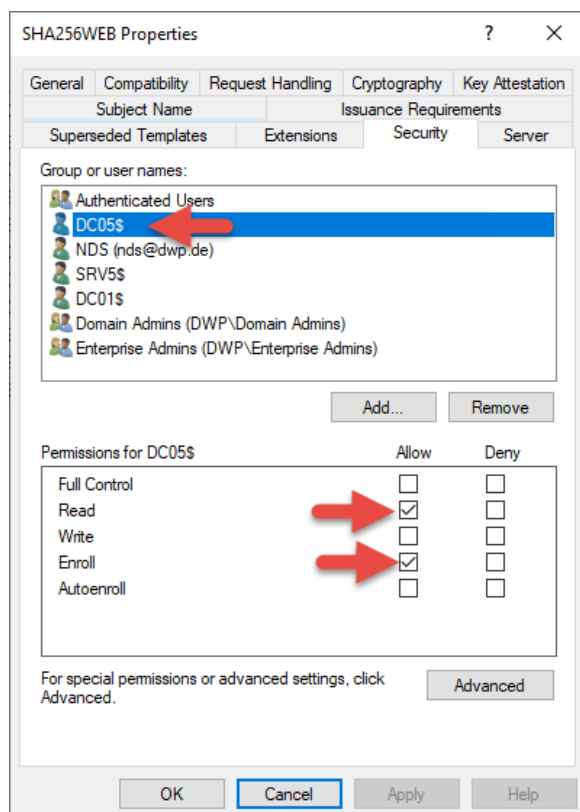 SHA256WEB Properties
?
General Compatibility Request Handling Cryptography Key Attestation
Subject Name Issuance Requirements
Superseded Templates Extensions Security Server
Group or user names:
Authenticated Users
DC05$
NDS (nds@dwp.de)
SRV5$
DC01$
Domain Admins (DWP\Domain Admins)
Enterprise Admins (DWP\Enterprise Admins)
Add... Remove
Permissions for DC05$ Allow Deny
Full Control
Read
Write
Enroll
Autoenroll
For special permissions or advanced settings, click
Advanced.
Advanced
OK Cancel Apply Help